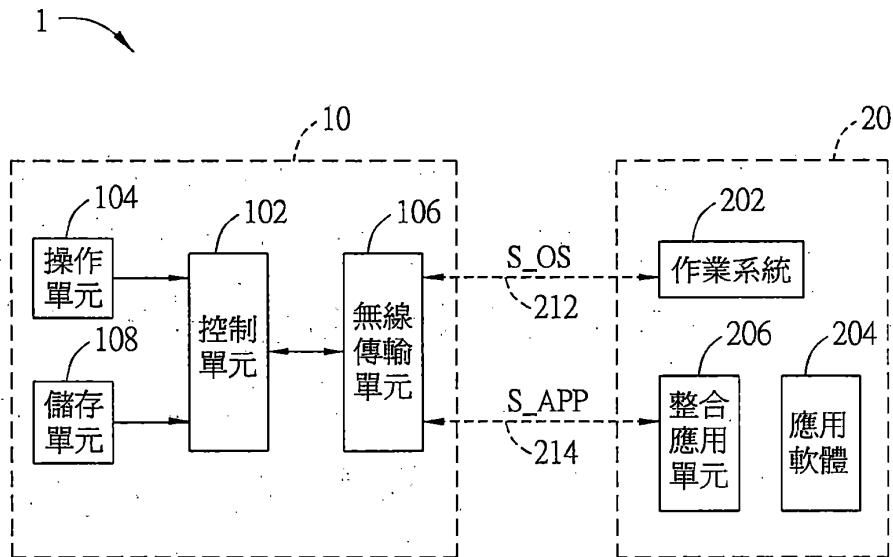 1
10
20
104
102
106
202
操作
單元
控制
單元
無線
傳輸
單元
S_OS
212
作業系統
108
儲存
單元
S_APP
214
206
204
整合
應用
單元
應用
軟體